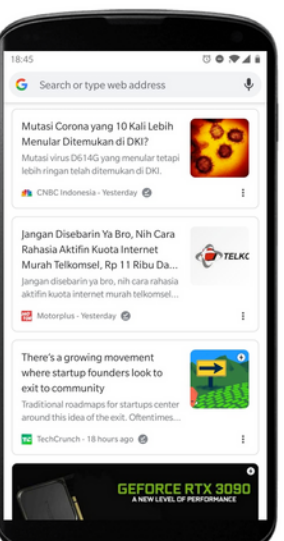 18:45
Search or type web address
Mutasi Corona yang 10 Kali Lebih
Menular Ditemukan di DKI?
Mutasi virus D614G yang menular tetapi
lebih ringan telah ditemukan di DKI.
CNBC Indonesia - Yesterday
Jangan Disebarin Ya Bro, Nih Cara
Rahasia Aktifin Kuota Internet
Murah Telkomsel, Rp 11 Ribu Da...
TELKO
Jangan disebarin ya bro, nih cara rahasia
aktifin kuota internet murah telkomsel...
Motorplus - Yesterday
There's a growing movement
where startup founders look to
exit to community
Traditional roadmaps for startups center
around this idea of the exit. Oftentimes...
TechCrunch - 18 hours ago
GEFORCE RTX 3090
A NEW LEVEL OF PERFORMANCE